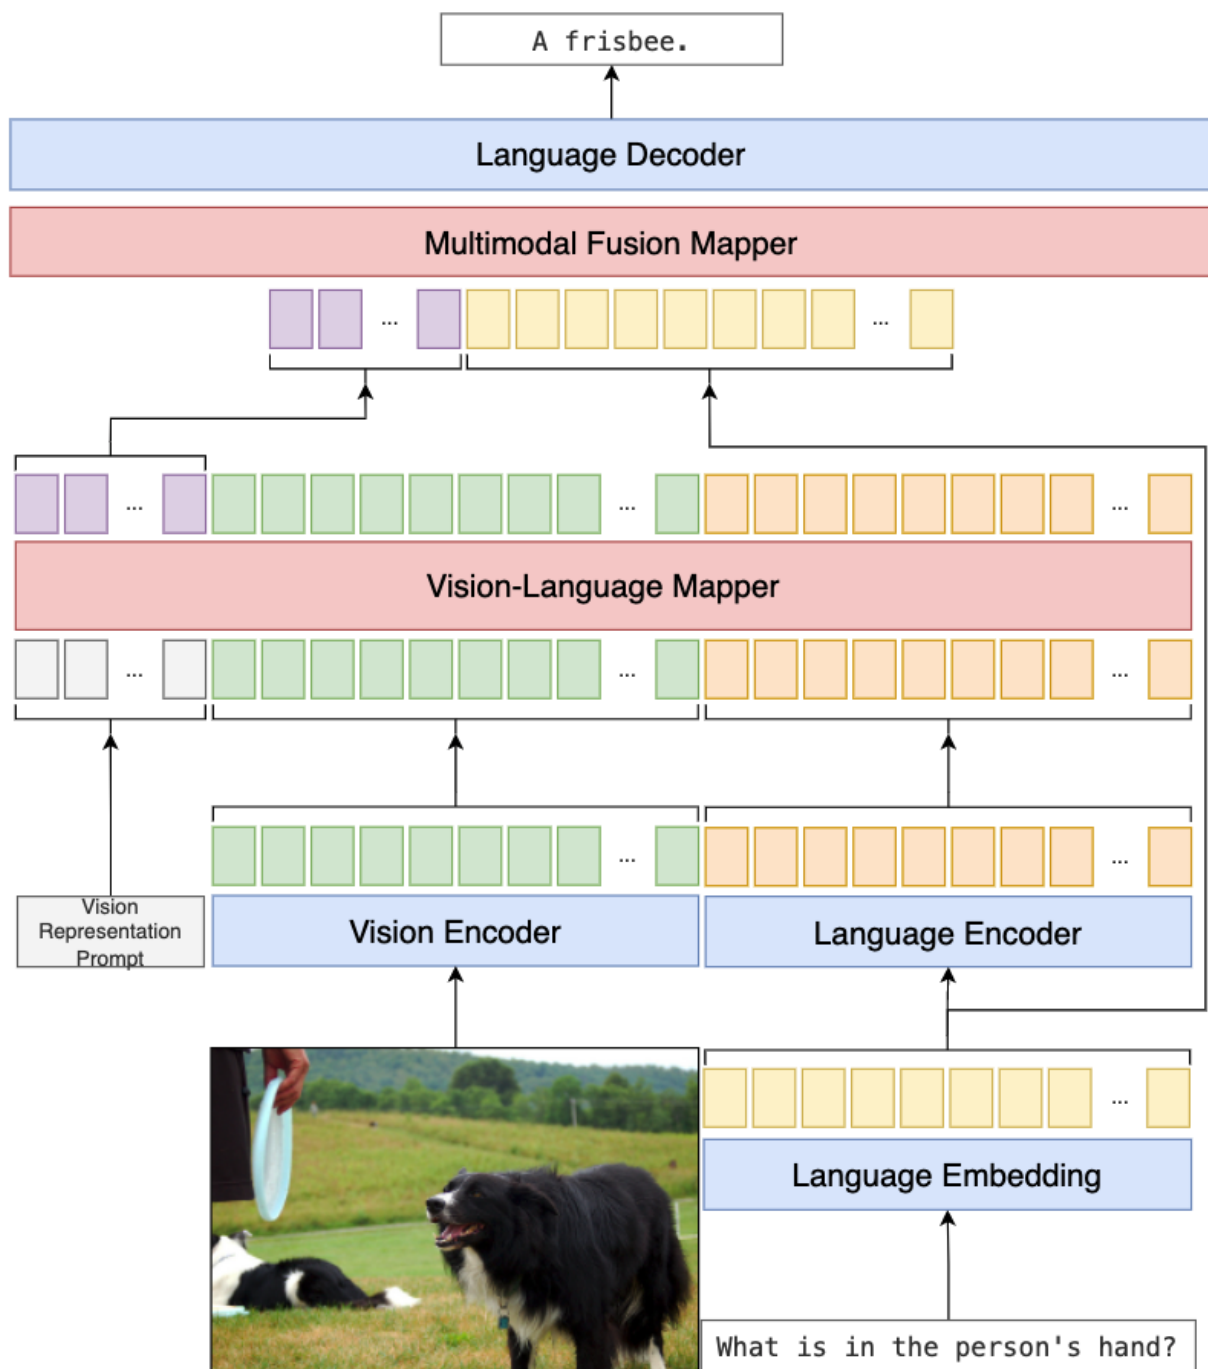 A frisbee.
Language Decoder
Multimodal Fusion Mapper
...
...
...
...
...
Vision-Language Mapper
...
...
...
...
...
Vision
Representation
Prompt
Vision Encoder
Language Encoder
...
Language Embedding
What is in the person's hand?